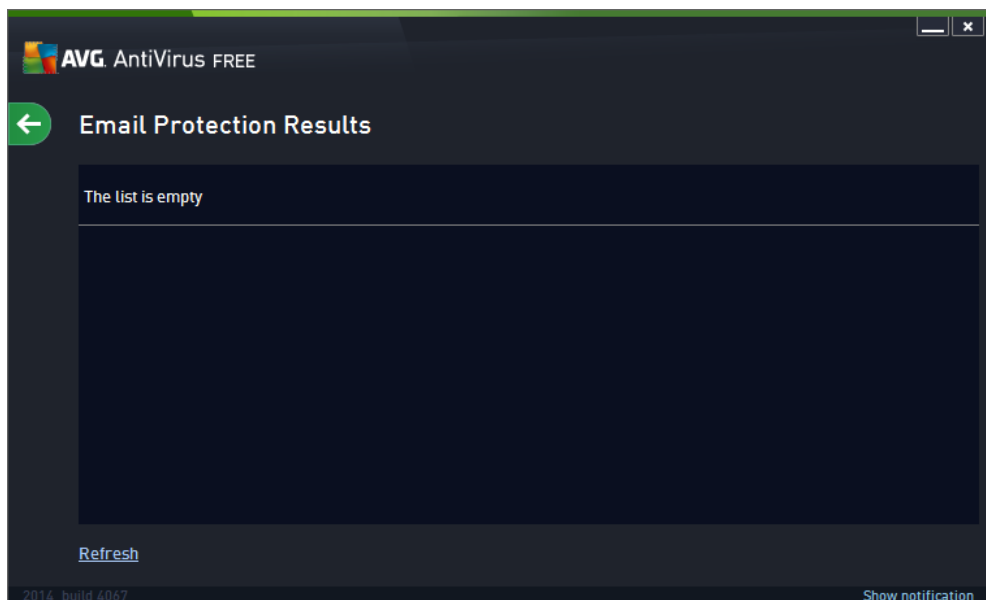 AVG. AntiVirus FREE
Email Protection Results
The list is empty
Refresh
2014 build 4067
Show notification